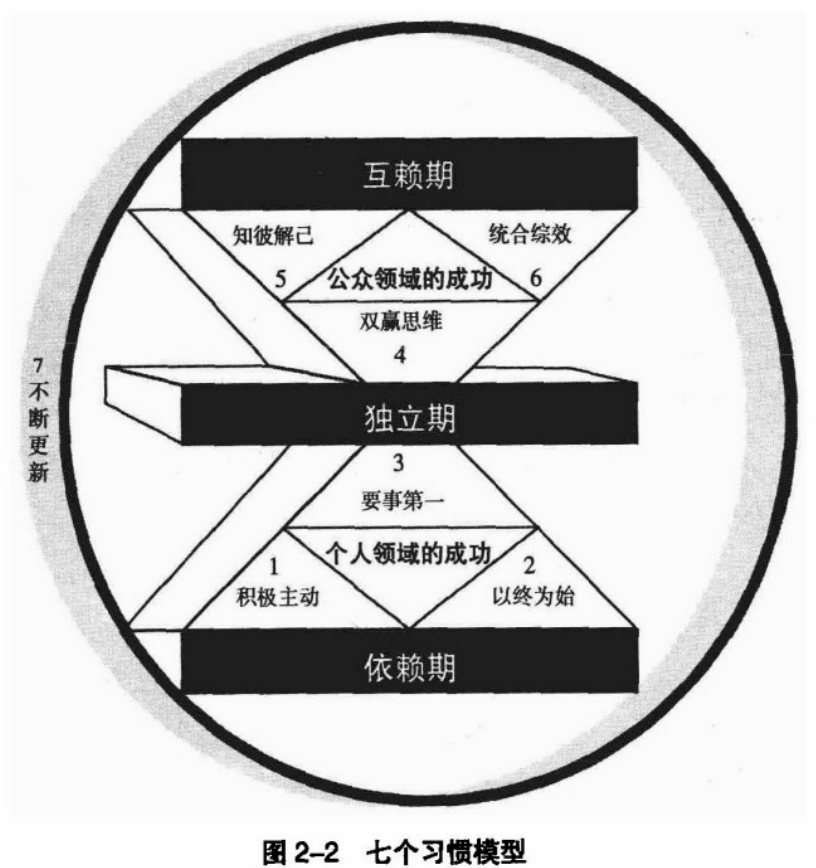 互赖期
知彼解己
统合综效
5
公众领域的成功
6
双赢思维
4
7
不断更新
独立期
3
要事第一
1
个人领域的成功
2
积极主动
以终为始
依赖期
图 2-2 七个习惯模型